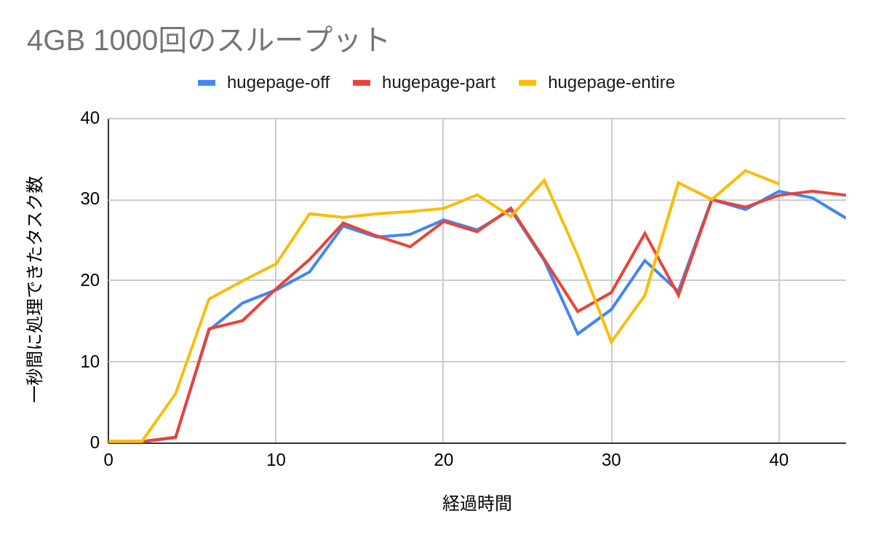 4GB 1000回のスループット
hugepage-off hugepage-part hugepage-entire
一秒間に処理できたタスク数
40
30
20
10
0
0 10 20 30 40
経過時間